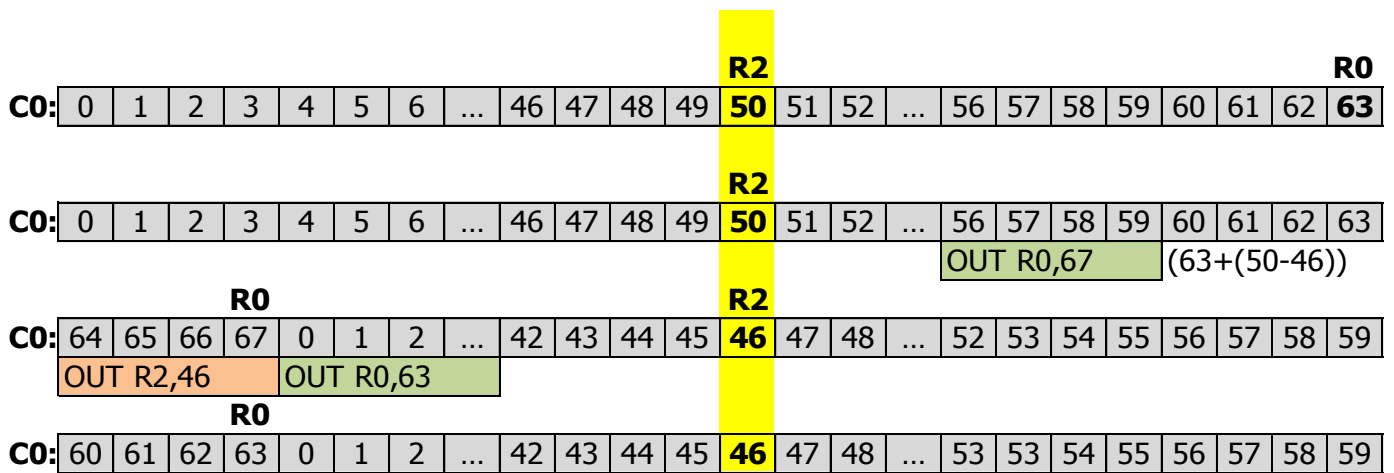 R2 R0
C0: 0 1 2 3 4 5 6 ... 46 47 48 49 50 51 52 ... 56 57 58 59 60 61 62 63
R2
C0: 0 1 2 3 4 5 6 ... 46 47 48 49 50 51 52 ... 56 57 58 59 60 61 62 63
OUT R0,67 (63+(50-46))
R0 R2
C0: 64 65 66 67 0 1 2 ... 42 43 44 45 46 47 48 ... 52 53 54 55 56 57 58 59
OUT R2,46 OUT R0,63
R0
C0: 60 61 62 63 0 1 2 ... 42 43 44 45 46 47 48 ... 53 53 54 55 56 57 58 59